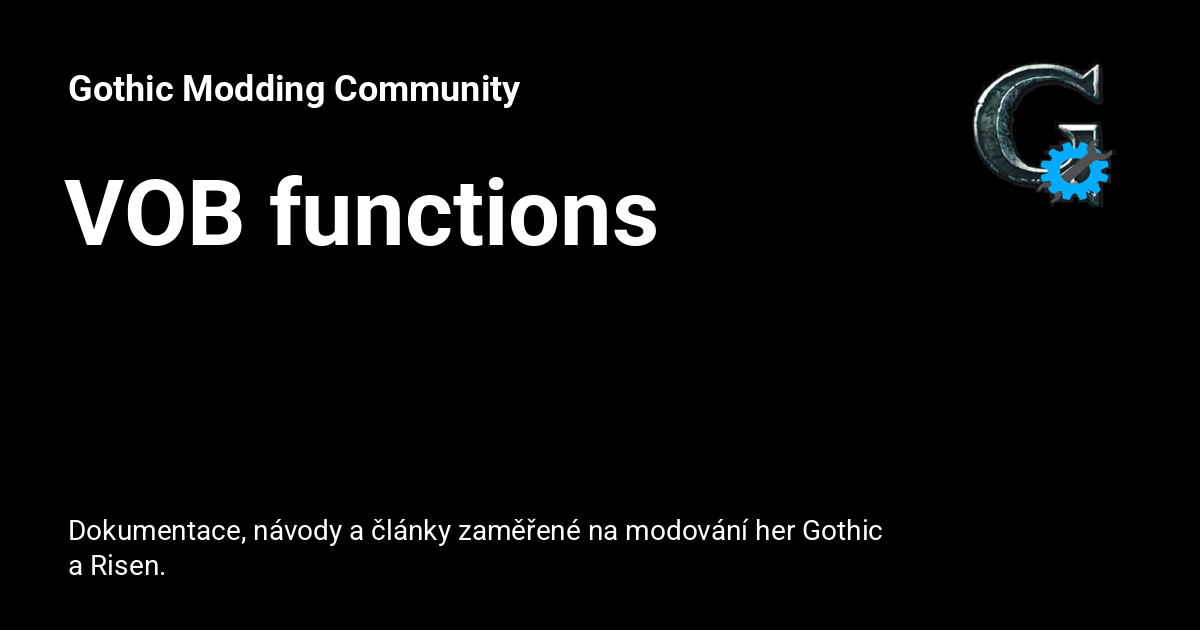 Gothic Modding Community
VOB functions
Dokumentace, návody a články zaměřené na modování her Gothic
a Risen.